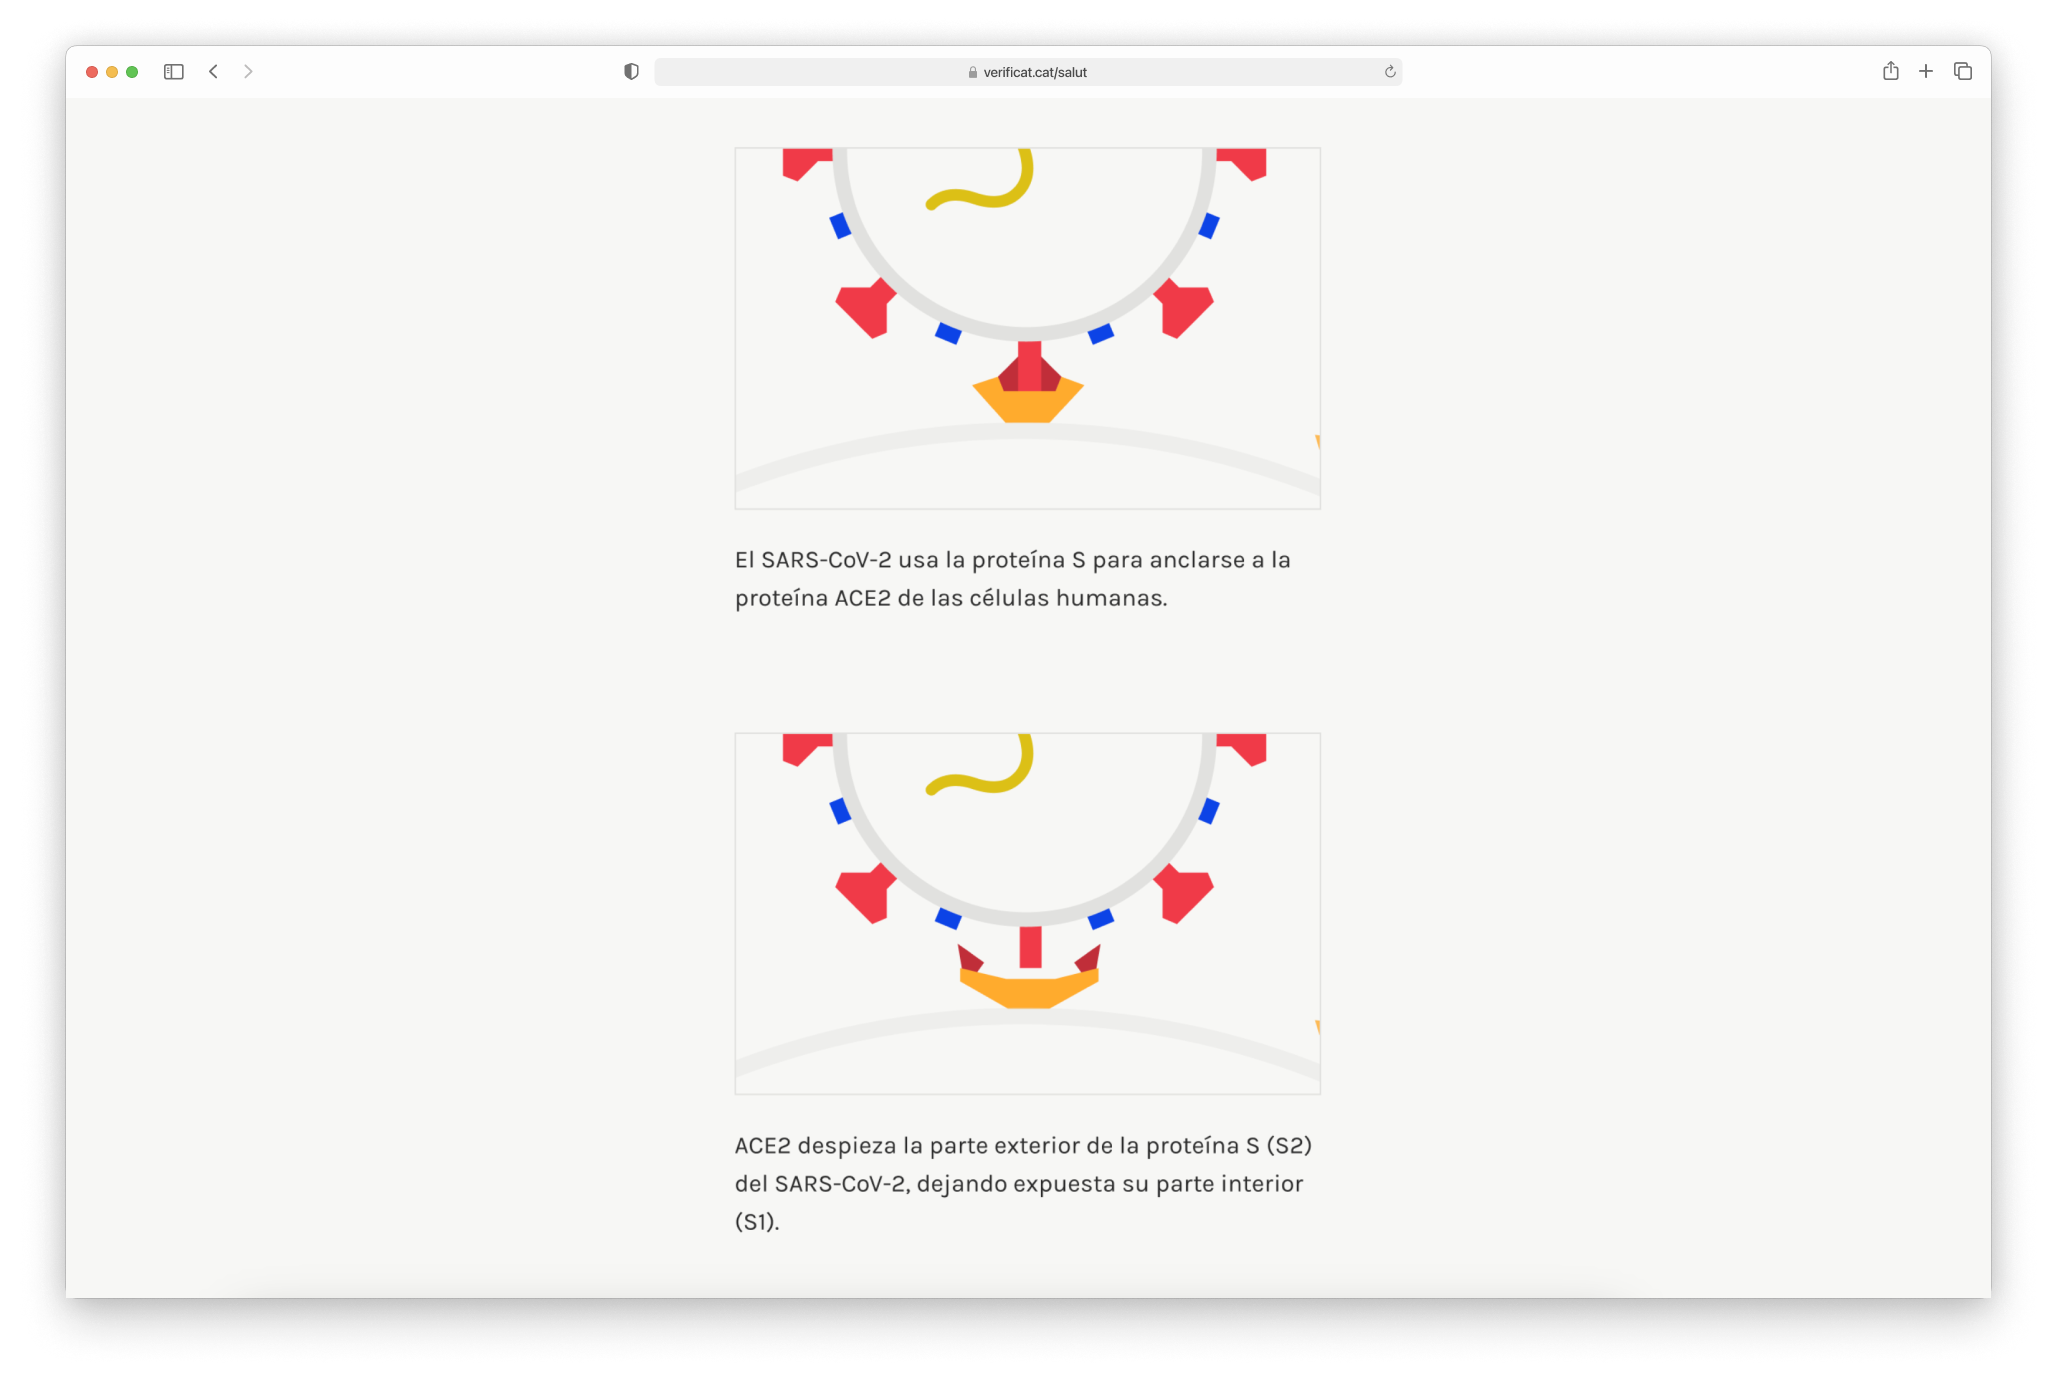 verificat.cat/salut
El SARS-CoV-2 usa la proteína S para anclarse a la
proteína ACE2 de las células humanas.
ACE2 despieza la parte exterior de la proteína S (S2)
del SARS-CoV-2, dejando expuesta su parte interior
(S1).